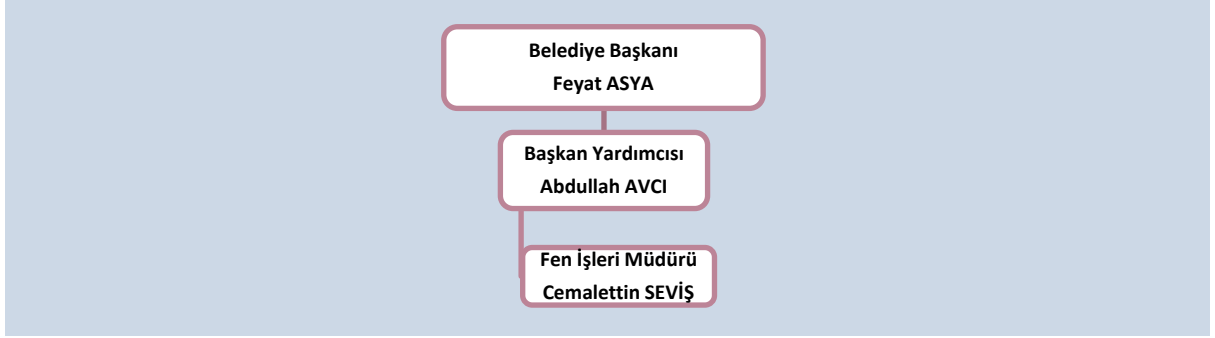 Belediye Başkanı
Feyat ASYA
Başkan Yardımcısı
Abdullah AVCI
Fen İşleri Müdürü
Cemalettin SEVİŞ